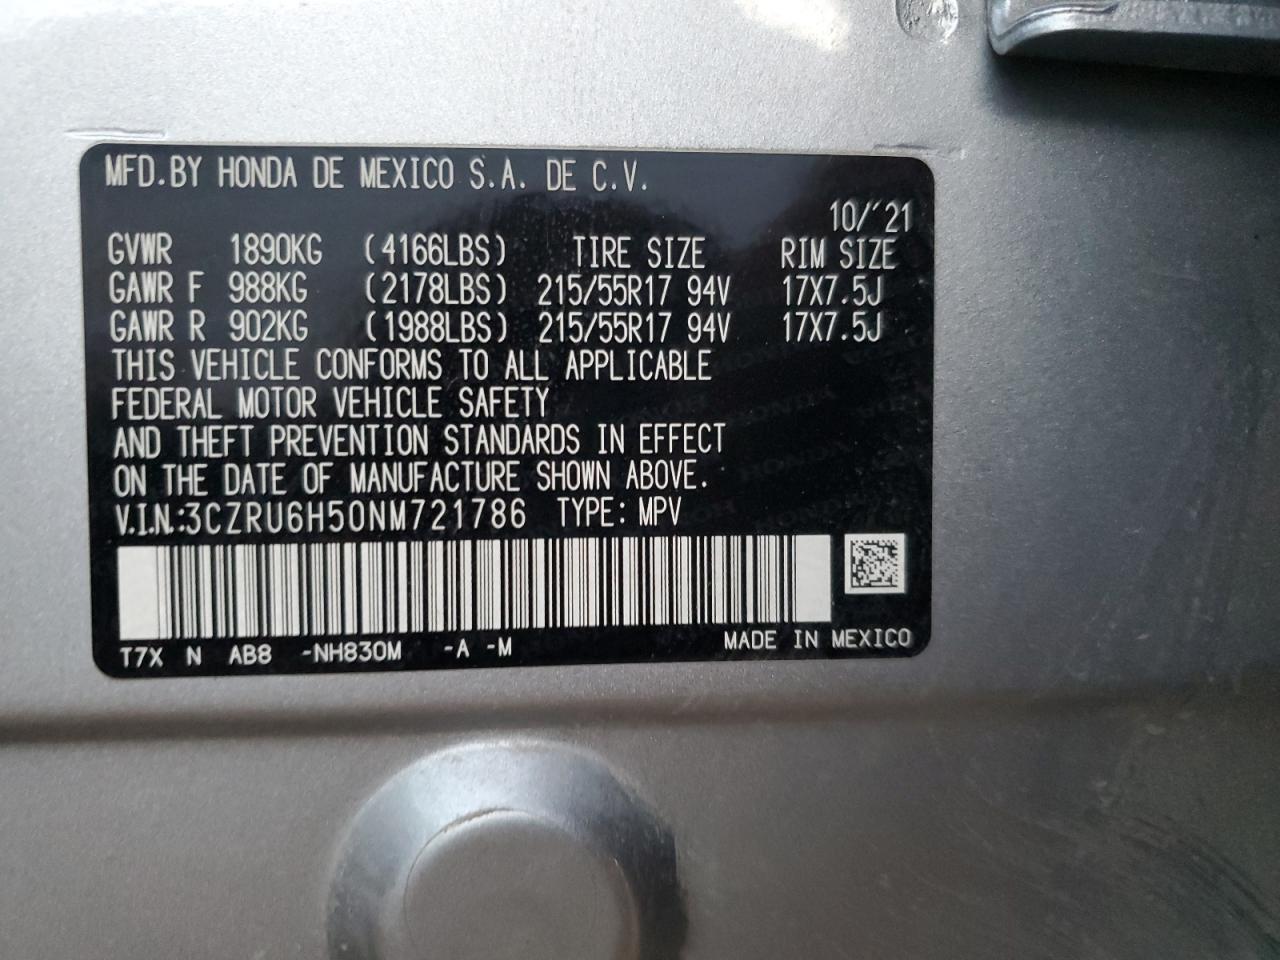 MFD.BY HONDA DE MEXICO S.A. DE C.V.
10/'21
GVWR 1890KG (4166LBS) TIRE SIZE RIM SIZE
GAWR F 988KG (2178LBS) 215/55R17 94V 17X7.5J
GAWR R 902KG (1988LBS) 215/55R17 94V 17X7.5J
THIS VEHICLE CONFORMS TO ALL APPLICABLE
FEDERAL MOTOR VEHICLE SAFETY
AND THEFT PREVENTION STANDARDS IN EFFECT
ON THE DATE OF MANUFACTURE SHOWN ABOVE.
V.I.N.:3CZRU6H50NM721786 TYPE: MPV
T7X N AB8 -NH830M -A -M MADE IN MEXICO